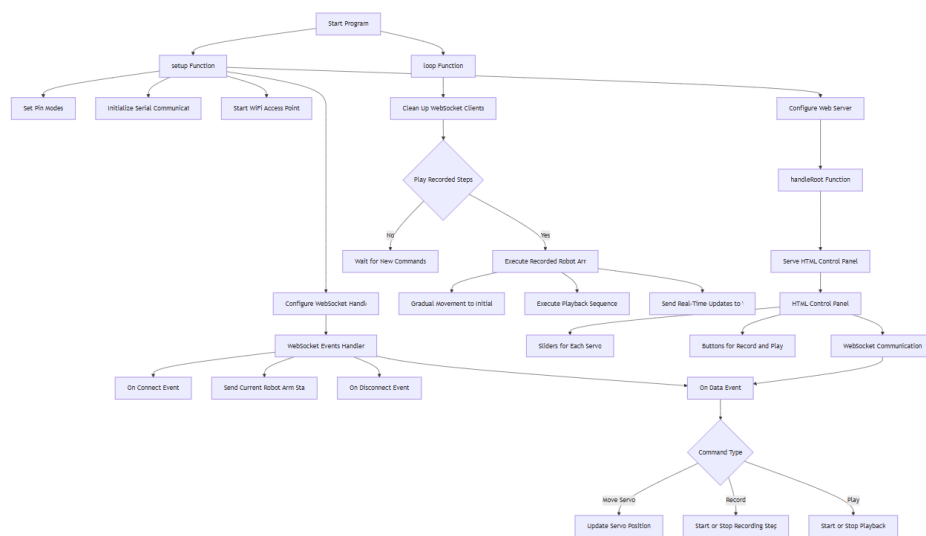 Start Program
setup Function
loop Function
Set Pin Modes
Initialize Serial Communicat
Start WiFi Access Point
Clean Up WebSocket Clients
Configure Web Server
Play Recorded Steps
handleRoot Function
No
Yes
Wait for New Commands
Execute Recorded Robot Arr
Serve HTML Control Panel
Configure WebSocket Handl
Gradual Movement to Initial
Execute Playback Sequence
Send Real-Time Updates to
HTML Control Panel
WebSocket Events Handler
Sliders for Each Servo
Buttons for Record and Play
WebSocket Communication
On Connect Event
Send Current Robot Arm Sta
On Disconnect Event
On Data Event
Command Type
Move Servo
Record
Play
Update Servo Position
Start or Stop Recording Step
Start or Stop Playback